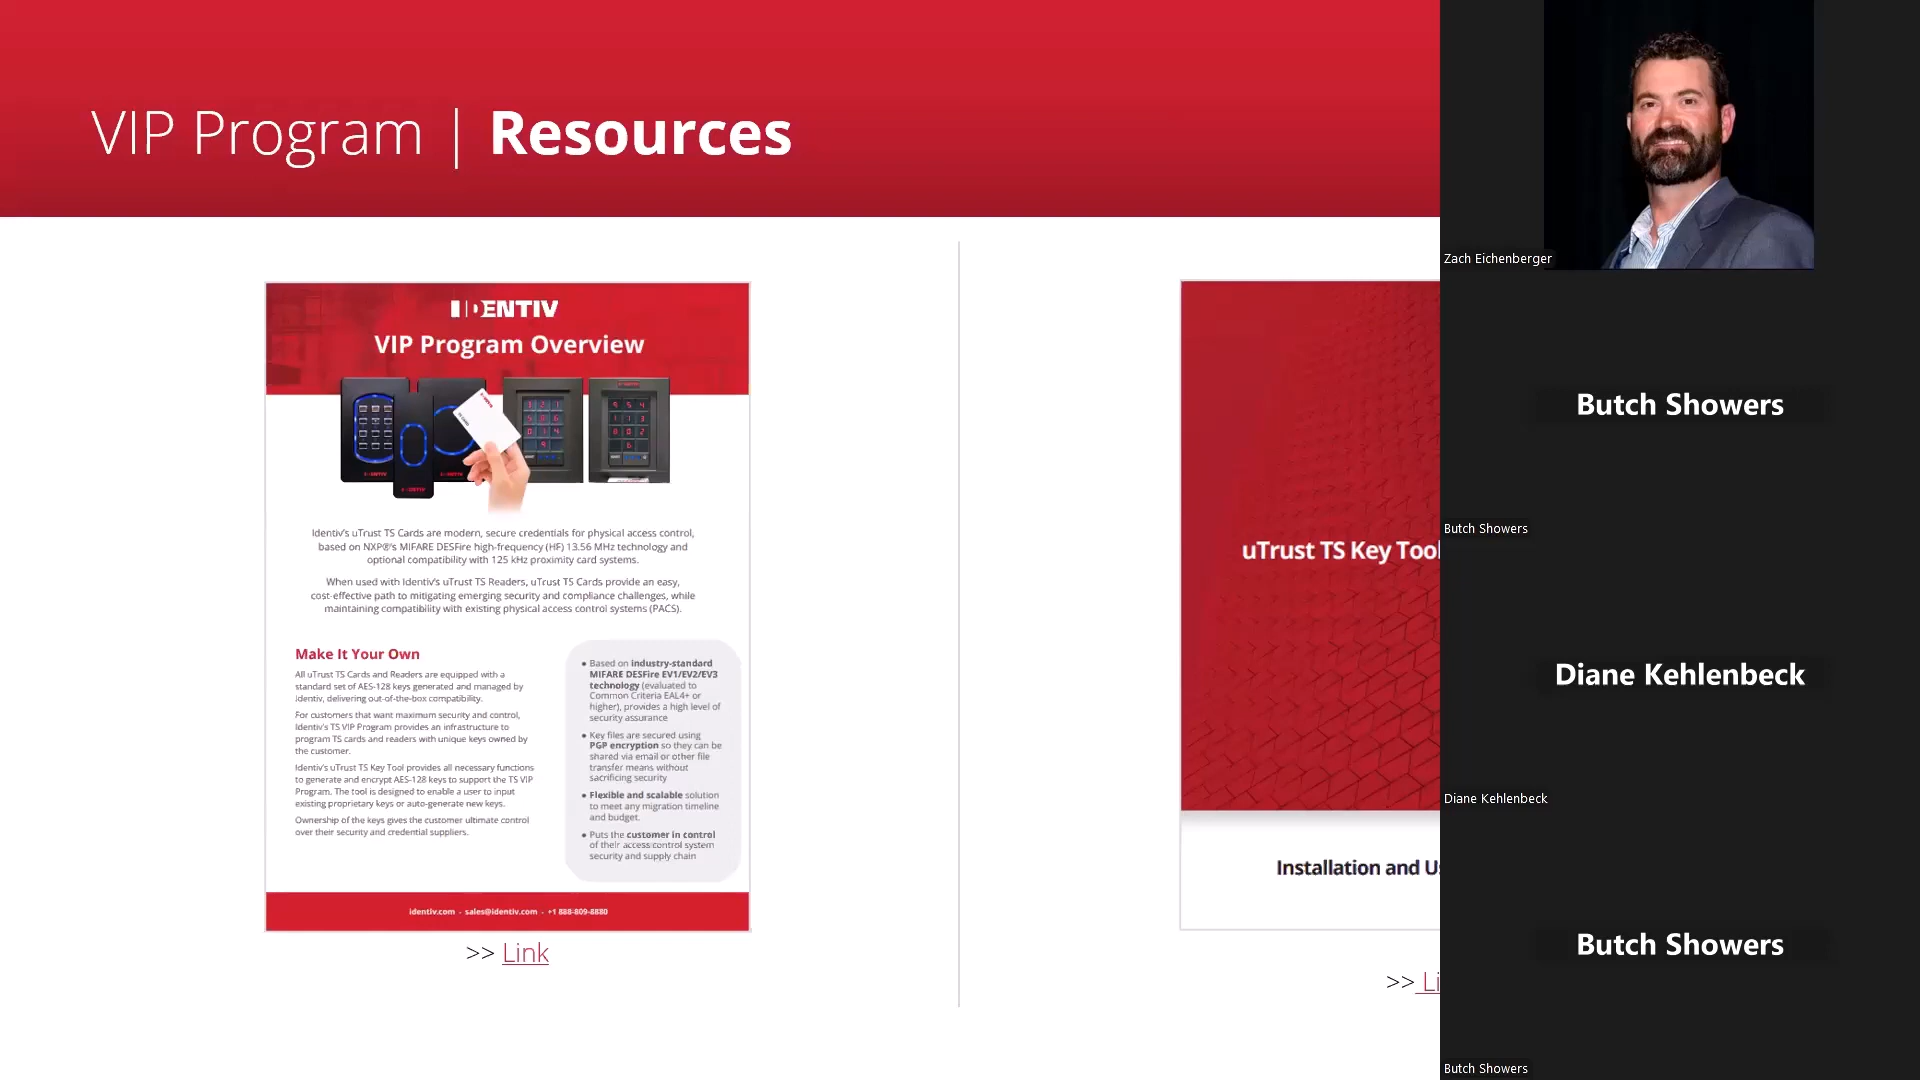 VIP Program | Resources
IDENTIV
VIP Program Overview
Identiv's uTrust TS Cards are modern, secure credentials for physical access control,
based on NXP®'s MIFARE DESFire high-frequency (HF) 13.56 MHz technology and
optional compatibility with 125 kHz proximity card systems.
When used with Identiv's uTrust TS Readers, uTrust TS Cards provide an easy,
cost-effective path to mitigating emerging security and compliance challenges, while
maintaining compatibility with existing physical access control systems (PACS).
Make It Your Own
All uTrust TS Cards and Readers are equipped with a
standard set of AES-128 keys generated and managed by
Identiv, delivering out-of-the-box compatibility.
For customers that want maximum security and control,
Identiv's TS VIP Program provides an infrastructure to
program TS cards and readers with unique keys owned by
the customer.
Identiv's uTrust TS Key Tool provides all necessary functions
to generate and encrypt AES-128 keys to support the TS VIP
Program. The tool is designed to enable a user to input
existing proprietary keys or auto-generate new keys.
Ownership of the keys gives the customer ultimate control
over their security and credential suppliers.
• Based on industry-standard
MIFARE DESFire EV1/EV2/EV3
technology (evaluated to
Common Criteria EAL4+ or
higher), provides a high level of
security assurance
• Key files are secured using
PGP encryption so they can be
shared via email or other file
transfer means without
sacrificing security
• Flexible and scalable solution
to meet any migration timeline
and budget.
• Puts the customer in control
of their access control system
security and supply chain
identiv.com - sales@identiv.com - +1 888-809-8880
>> Link
uTrust TS Key Tool
Installation and Us
>> Li
Zach Eichenberger
Butch Showers
Butch Showers
Diane Kehlenbeck
Diane Kehlenbeck
Butch Showers
Butch Showers